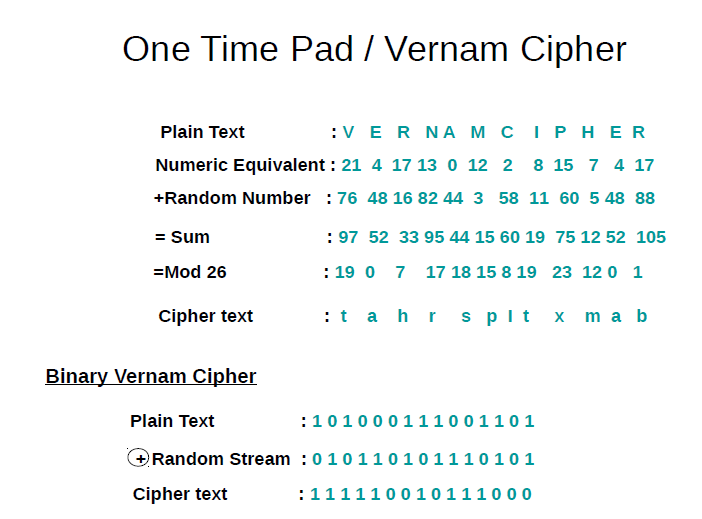 One Time Pad / Vernam Cipher
Plain Text : V E R N A M C I P H E R
Numeric Equivalent : 21 4 17 13 0 12 2 8 15 7 4 17
+Random Number : 76 48 16 82 44 3 58 11 60 5 48 88
= Sum : 97 52 33 95 44 15 60 19 75 12 52 105
=Mod 26 : 19 0 7 17 18 15 8 19 23 12 0 1
Cipher text : t a h r s p I t x m a b
Binary Vernam Cipher
Plain Text : 1 0 1 0 0 0 1 1 1 0 0 1 1 0 1
+ Random Stream : 0 1 0 1 1 0 1 0 1 1 1 0 1 0 1
Cipher text : 1 1 1 1 1 0 0 1 0 1 1 1 0 0 0